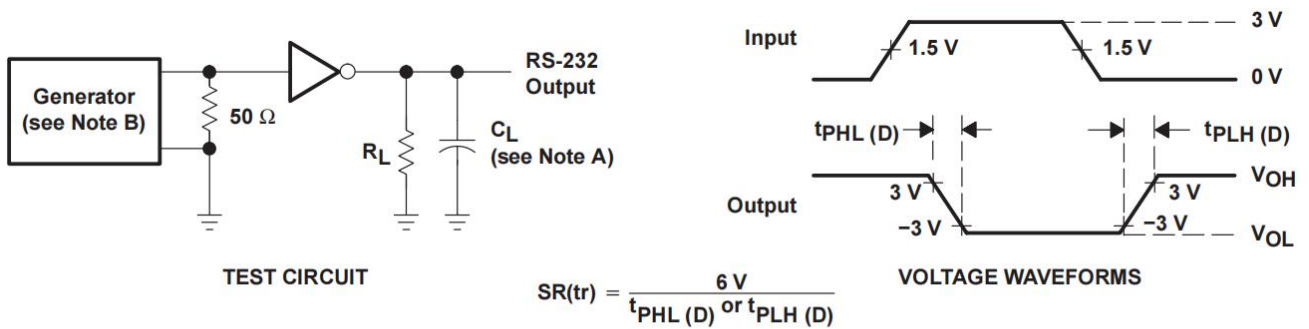 Generator
(see Note B)
50 Ω
RS-232
Output
RL
CL
(see Note A)
TEST CIRCUIT
Input
1.5 V
1.5 V
3 V
0 V
tPHL (D)
tPLH (D)
Output
3 V
−3 V
3 V
−3 V
VOH
VOL
VOLTAGE WAVEFORMS
SR(tr) = 6 V / tPHL (D) or tPLH (D)